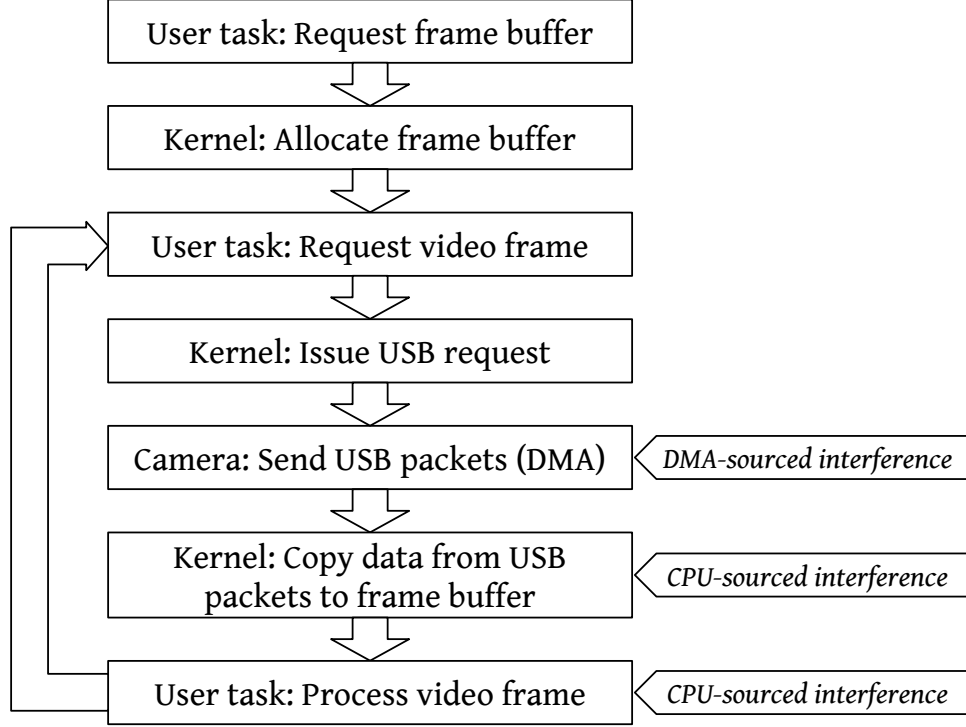 User task: Request frame buffer
Kernel: Allocate frame buffer
User task: Request video frame
Kernel: Issue USB request
Camera: Send USB packets (DMA)
DMA-sourced interference
Kernel: Copy data from USB
packets to frame buffer
CPU-sourced interference
User task: Process video frame
CPU-sourced interference